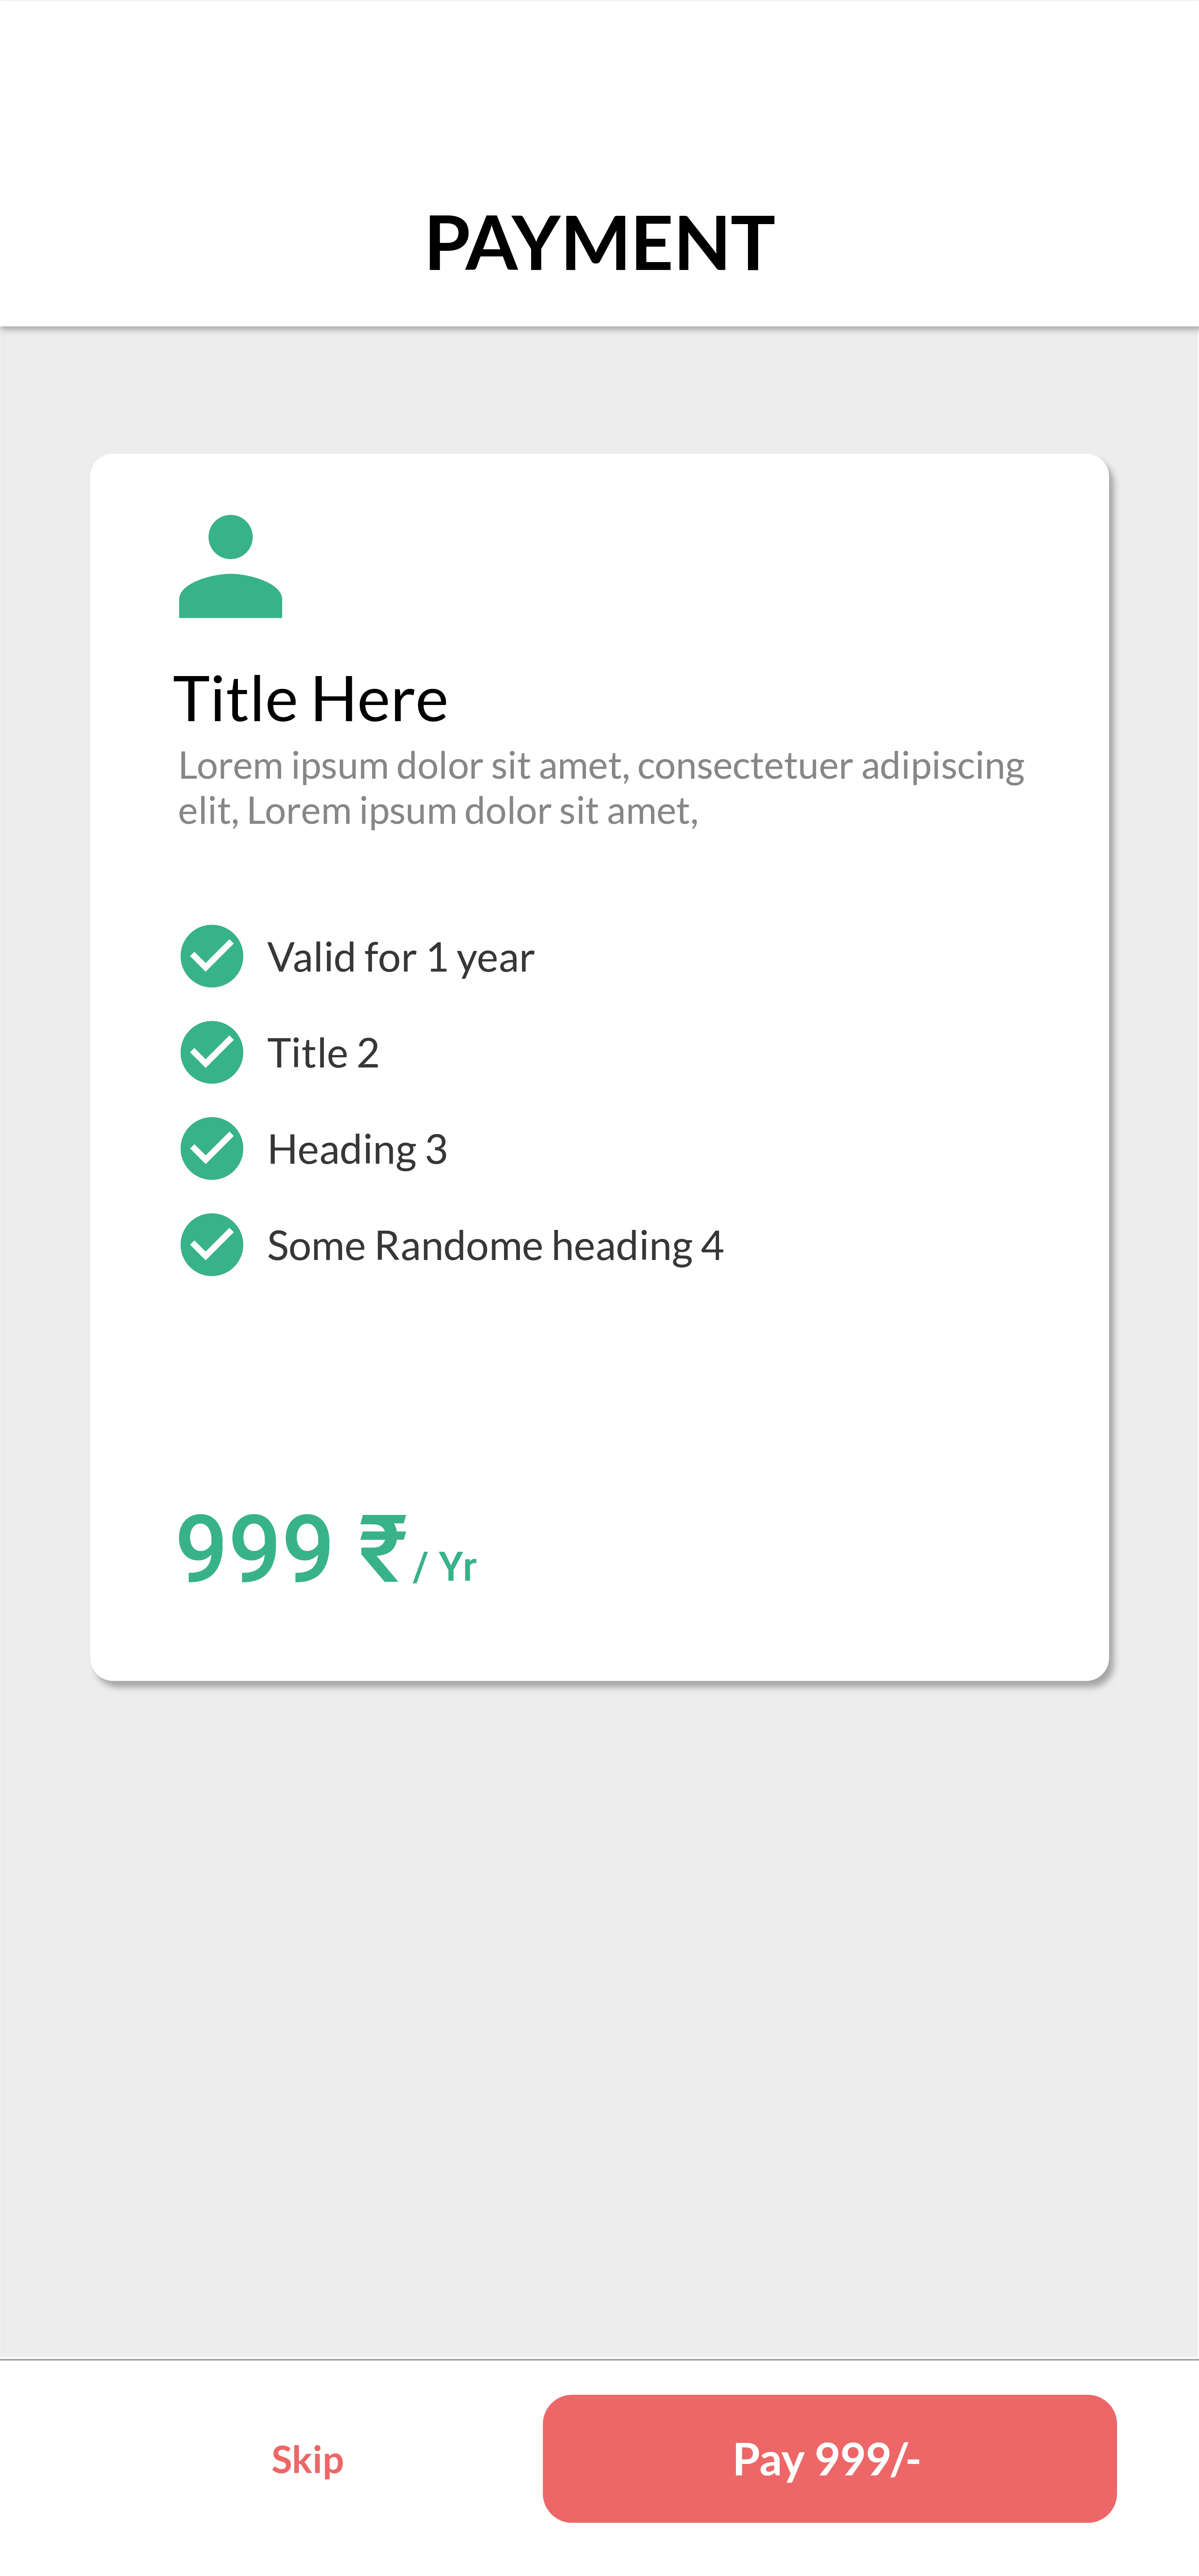 PAYMENT
Title Here
Lorem ipsum dolor sit amet, consectetuer adipiscing
elit, Lorem ipsum dolor sit amet,
Valid for 1 year
Title 2
Heading 3
Some Randome heading 4
999 ₹ / Yr
Skip
Pay 999/-